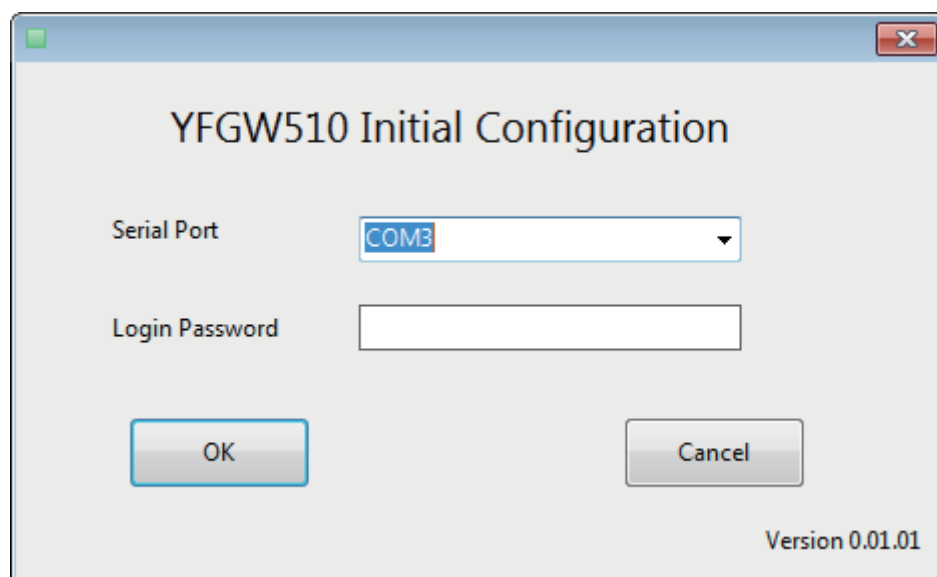 YFGW510 Initial Configuration
Serial Port
COM3
Login Password
OK
Cancel
Version 0.01.01